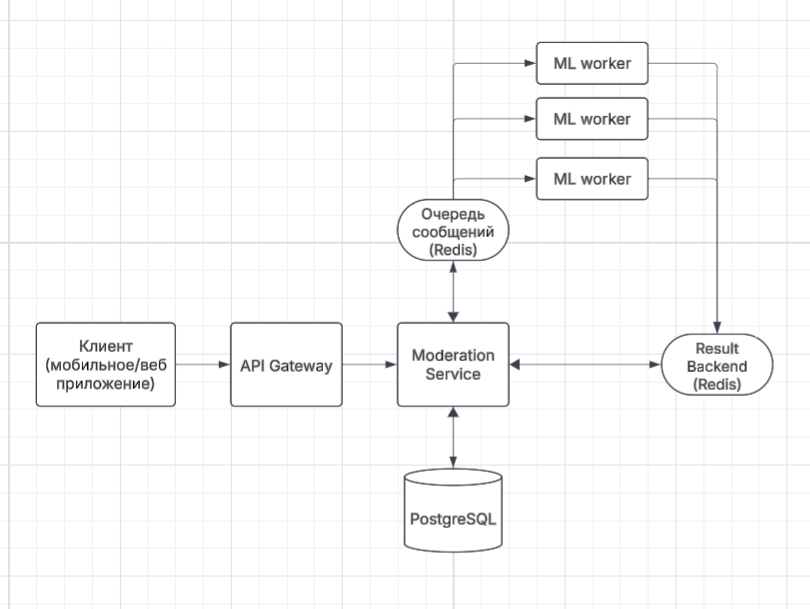 ML worker
ML worker
ML worker
Очередь
сообщений
(Redis)
Клиент
(мобильное/веб
приложение)
API Gateway
Moderation
Service
Result
Backend
(Redis)
PostgreSQL